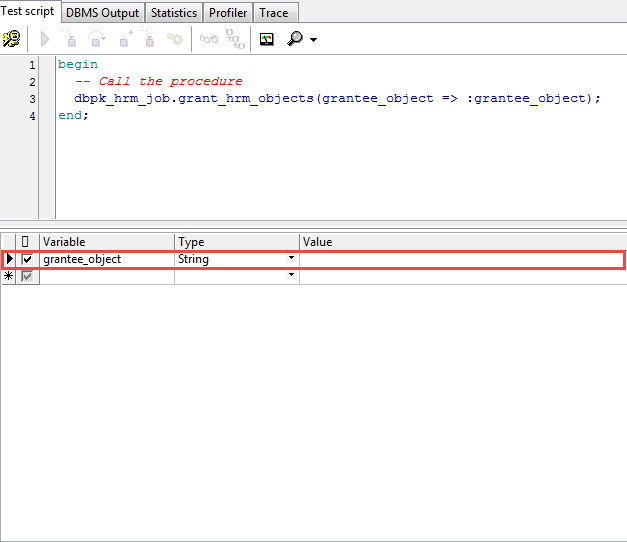 Test script DBMS Output Statistics Profiler Trace
1 begin
2 -- Call the procedure
3 dbpk_hrm_job.grant_hrm_objects(grantee_object => :grantee_object);
4 end;
Variable Type Value
grantee_object String